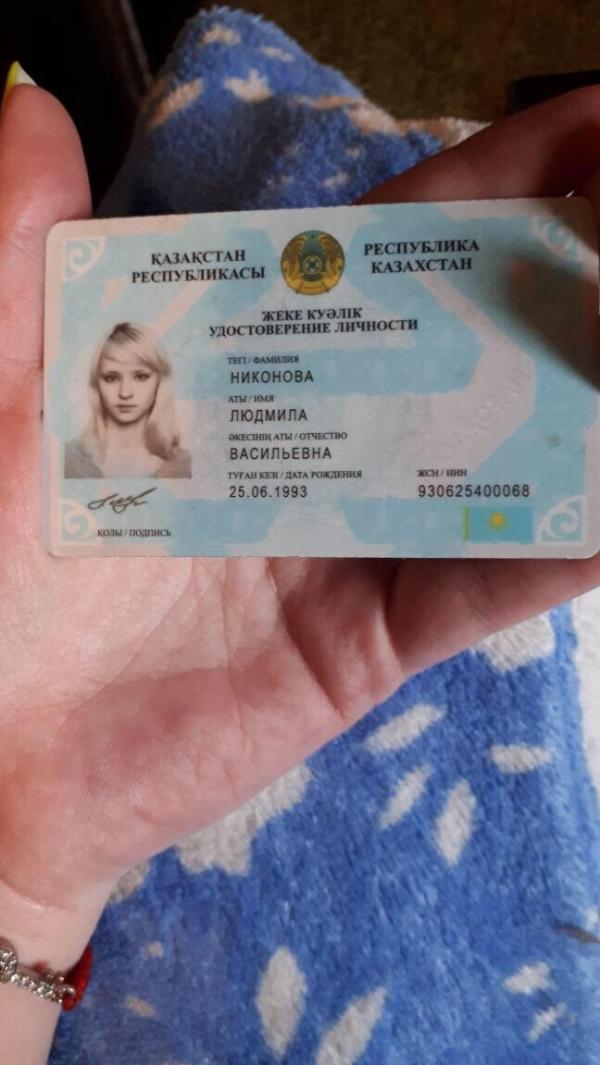 ҚАЗАҚСТАН
РЕСПУБЛИКАСЫ
РЕСПУБЛИКА
КАЗАХСТАН
ЖЕКЕ КУӘЛІК
УДОСТОВЕРЕНИЕ ЛИЧНОСТИ
ТЕГІ / ФАМИЛИЯ
НИКОНОВА
АТЫ / ИМЯ
ЛЮДМИЛА
ӘКЕСІНІҢ АТЫ / ОТЧЕСТВО
ВАСИЛЬЕВНА
ТУҒАН КЕЗІ / ДАТА РОЖДЕНИЯ
ЖСН / ИИН
25.06.1993
930625400068
ҚОЛЫ / ПОДПИСЬ